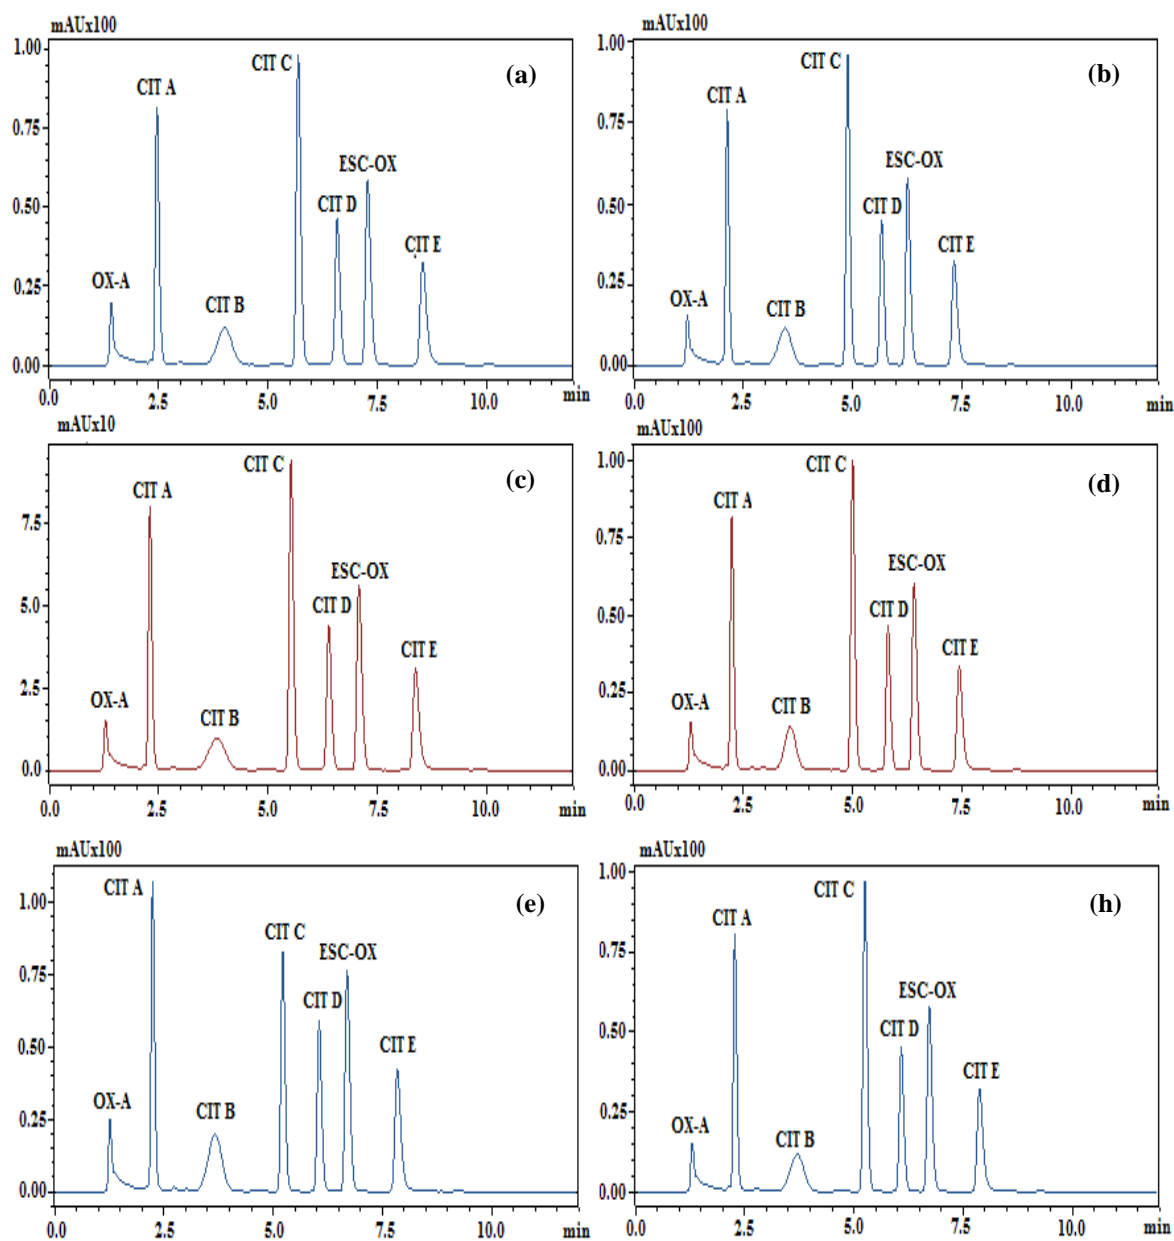 mAUx100
1.00
0.75
0.50
0.25
0.00
OX-A
CIT A
CIT B
CIT C
CIT D
ESC-OX
CIT E
(a)
0.0 2.5 5.0 7.5 10.0 min
mAUx100
1.00
0.75
0.50
0.25
0.00
OX-A
CIT A
CIT B
CIT C
CIT D
ESC-OX
CIT E
(b)
0.0 2.5 5.0 7.5 10.0 min
mAUx10
7.5
5.0
2.5
0.0
OX-A
CIT A
CIT B
CIT C
CIT D
ESC-OX
CIT E
(c)
0.0 2.5 5.0 7.5 10.0 min
mAUx100
1.00
0.75
0.50
0.25
0.00
OX-A
CIT A
CIT B
CIT C
CIT D
ESC-OX
CIT E
(d)
0.0 2.5 5.0 7.5 10.0 min
mAUx100
1.00
0.75
0.50
0.25
0.00
OX-A
CIT A
CIT B
CIT C
CIT D
ESC-OX
CIT E
(e)
0.0 2.5 5.0 7.5 10.0 min
mAUx100
1.00
0.75
0.50
0.25
0.00
OX-A
CIT A
CIT B
CIT C
CIT D
ESC-OX
CIT E
(h)
0.0 2.5 5.0 7.5 10.0 min